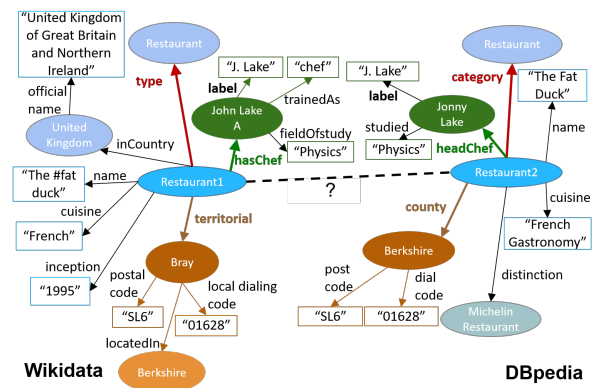 “United Kingdom
of Great Britain
and Northern
Ireland”
official
name
United
Kingdom
inCountry
Restaurant
type
“J. Lake”
“chef”
label
trainedAs
John Lake
A
fieldOfstudy
“Physics”
hasChef
“The #fat
duck”
name
Restaurant1
cuisine
“French”
inception
“1995”
territorial
Bray
postal
code
local dialing
code
“SL6”
“01628”
locatedIn
Berkshire
Wikidata
?
Restaurant
category
“J. Lake”
label
Jonny
Lake
studied
“Physics”
headChef
“The Fat
Duck”
name
Restaurant2
cuisine
“French
Gastronomy”
county
Berkshire
post
code
dial
code
“SL6”
“01628”
distinction
Michelin
Restaurant
DBpedia